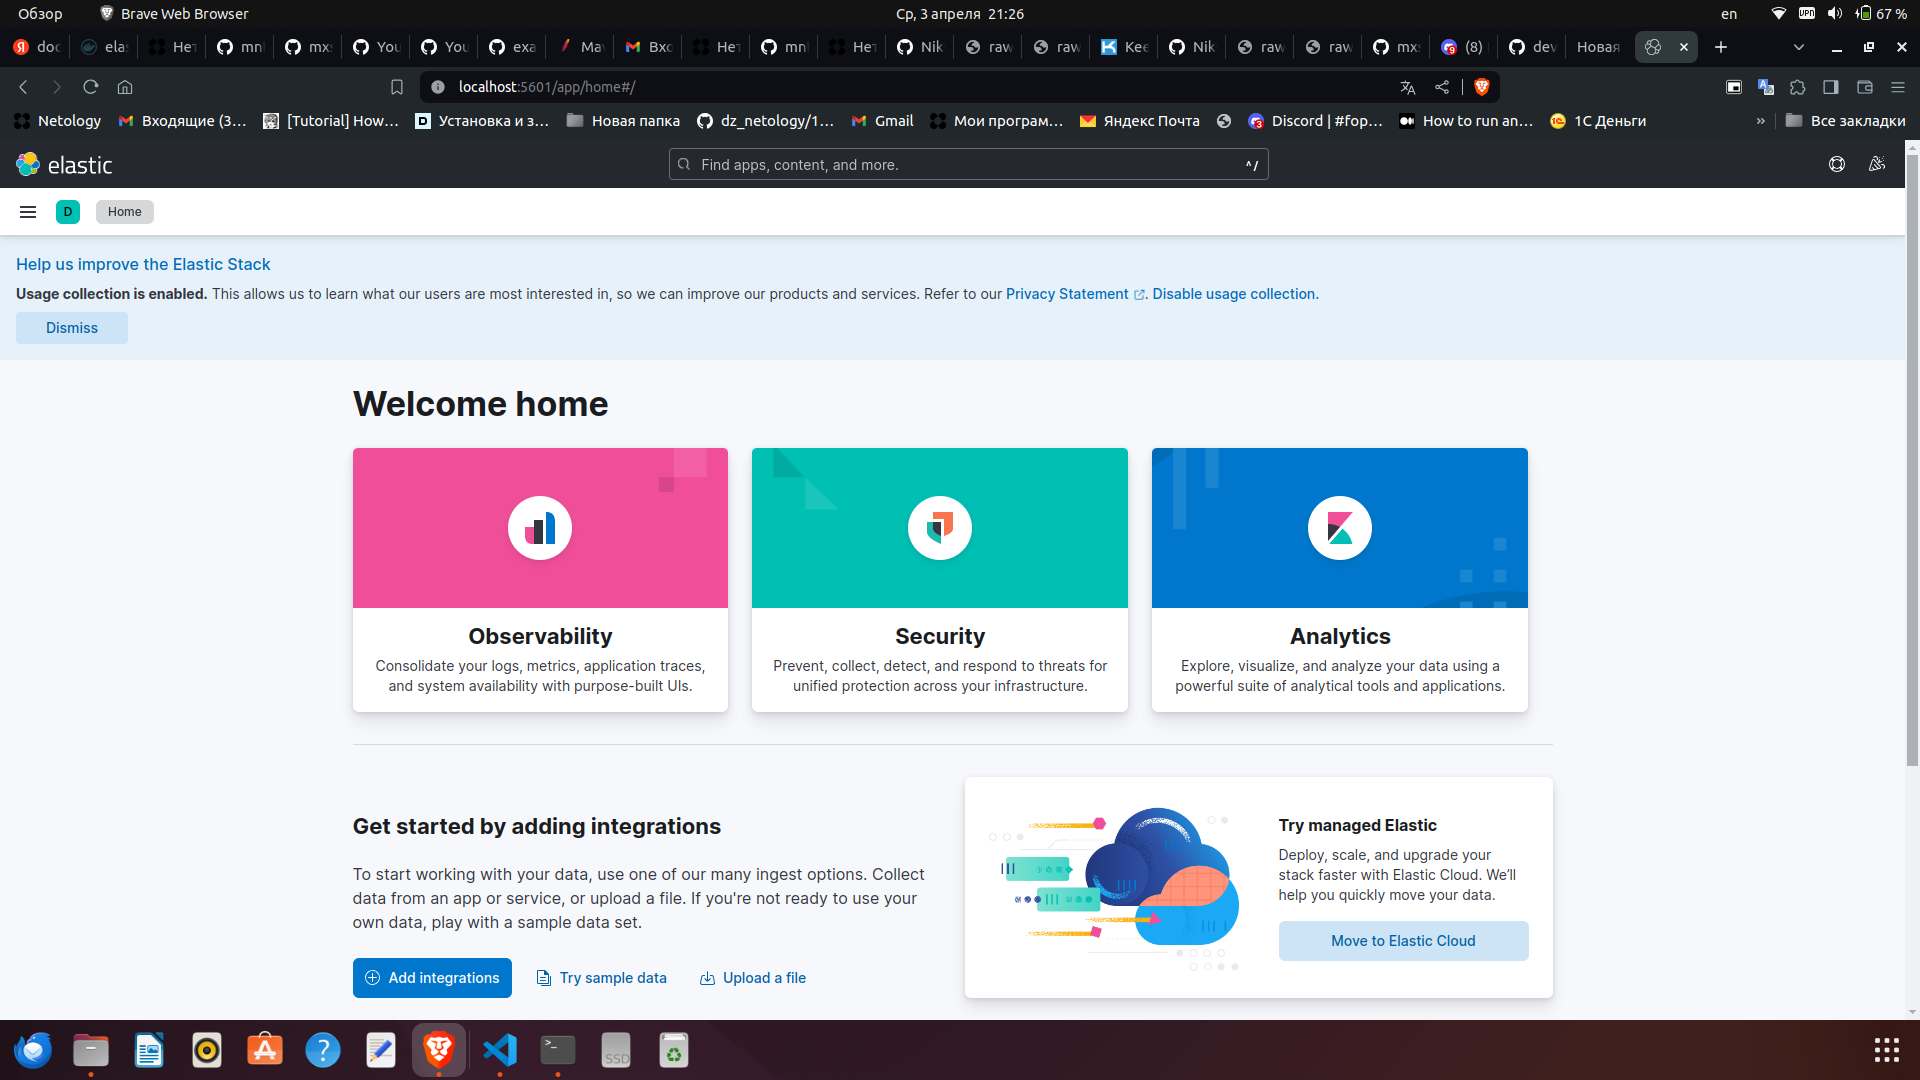 Обзор
Brave Web Browser
Ср, 3 апреля 21:26
en
VPN
67 %
doc
elas
Нет
mnl
mxs
You
You
exa
Ma
Вхо
Нет
mnl
Нет
Nik
raw
raw
Kee
Nik
raw
raw
mxs
(8)
dev
Новая
localhost:5601/app/home#/
Netology
Входящие (3…
[Tutorial] How…
Установка и з…
Новая папка
dz_netology/1…
Gmail
Мои програм…
Яндекс Почта
Discord | #fop…
How to run an…
1С Деньги
»
Все закладки
elastic
Find apps, content, and more.
^/
D
Home
Help us improve the Elastic Stack
Usage collection is enabled. This allows us to learn what our users are most interested in, so we can improve our products and services. Refer to our Privacy Statement. Disable usage collection.
Dismiss
Welcome home
Observability
Consolidate your logs, metrics, application traces,
and system availability with purpose-built UIs.
Security
Prevent, collect, detect, and respond to threats for
unified protection across your infrastructure.
Analytics
Explore, visualize, and analyze your data using a
powerful suite of analytical tools and applications.
Get started by adding integrations
To start working with your data, use one of our many ingest options. Collect
data from an app or service, or upload a file. If you're not ready to use your
own data, play with a sample data set.
Add integrations
Try sample data
Upload a file
Try managed Elastic
Deploy, scale, and upgrade your
stack faster with Elastic Cloud. We’ll
help you quickly move your data.
Move to Elastic Cloud
SSD